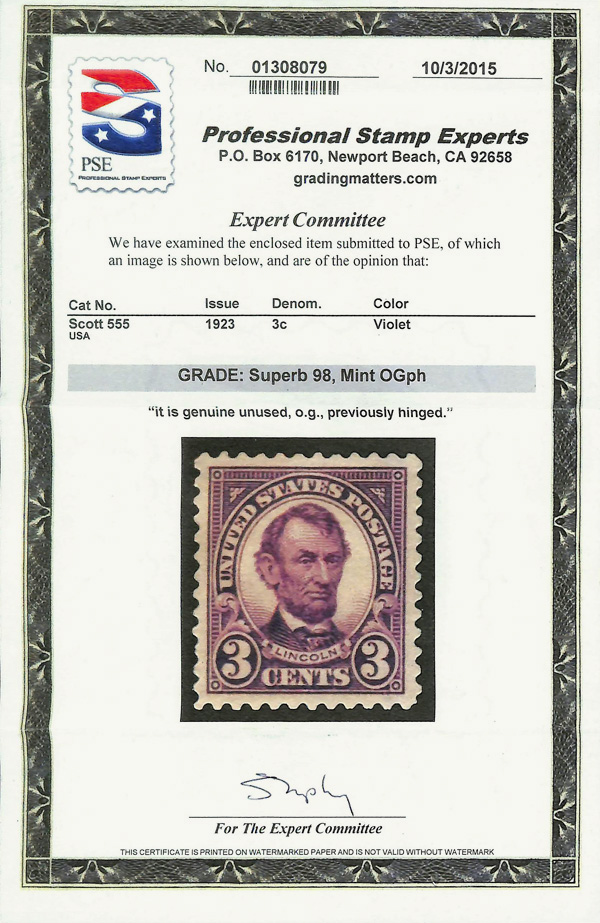 No. 01308079 10/3/2015
PSE
PROFESSIONAL STAMP EXPERTS
Professional Stamp Experts
P.O. Box 6170, Newport Beach, CA 92658
gradingmatters.com
Expert Committee
We have examined the enclosed item submitted to PSE, of which
an image is shown below, and are of the opinion that:
Cat No. Issue Denom. Color
Scott 555 1923 3c Violet
USA
GRADE: Superb 98, Mint OGph
"it is genuine unused, o.g., previously hinged."
UNITED STATES POSTAGE
LINCOLN
3 CENTS 3
For The Expert Committee
THIS CERTIFICATE IS PRINTED ON WATERMARKED PAPER AND IS NOT VALID WITHOUT WATERMARK